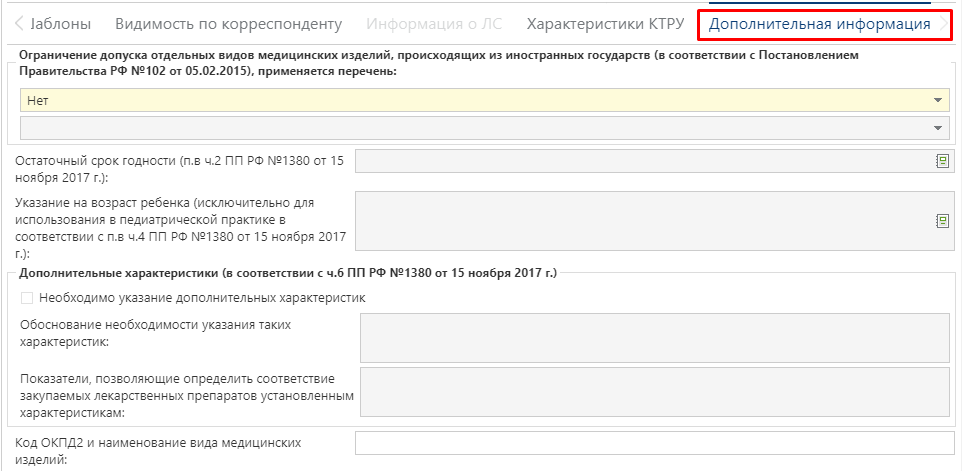 Шаблоны Видимость по корреспонденту Информация о ЛС Характеристики КТРУ Дополнительная информация
Ограничение допуска отдельных видов медицинских изделий, происходящих из иностранных государств (в соответствии с Постановлением
Правительства РФ №102 от 05.02.2015), применяется перечень:
Нет
Остаточный срок годности (п.в ч.2 ПП РФ №1380 от 15
ноября 2017 г.):
Указание на возраст ребенка (исключительно для
использования в педиатрической практике в
соответствии с п.в ч.4 ПП РФ №1380 от 15 ноября 2017
г.):
Дополнительные характеристики (в соответствии с ч.6 ПП РФ №1380 от 15 ноября 2017 г.)
Необходимо указание дополнительных характеристик
Обоснование необходимости указания таких
характеристик:
Показатели, позволяющие определить соответствие
закупаемых лекарственных препаратов установленным
характеристикам:
Код ОКПД2 и наименование вида медицинских
изделий: